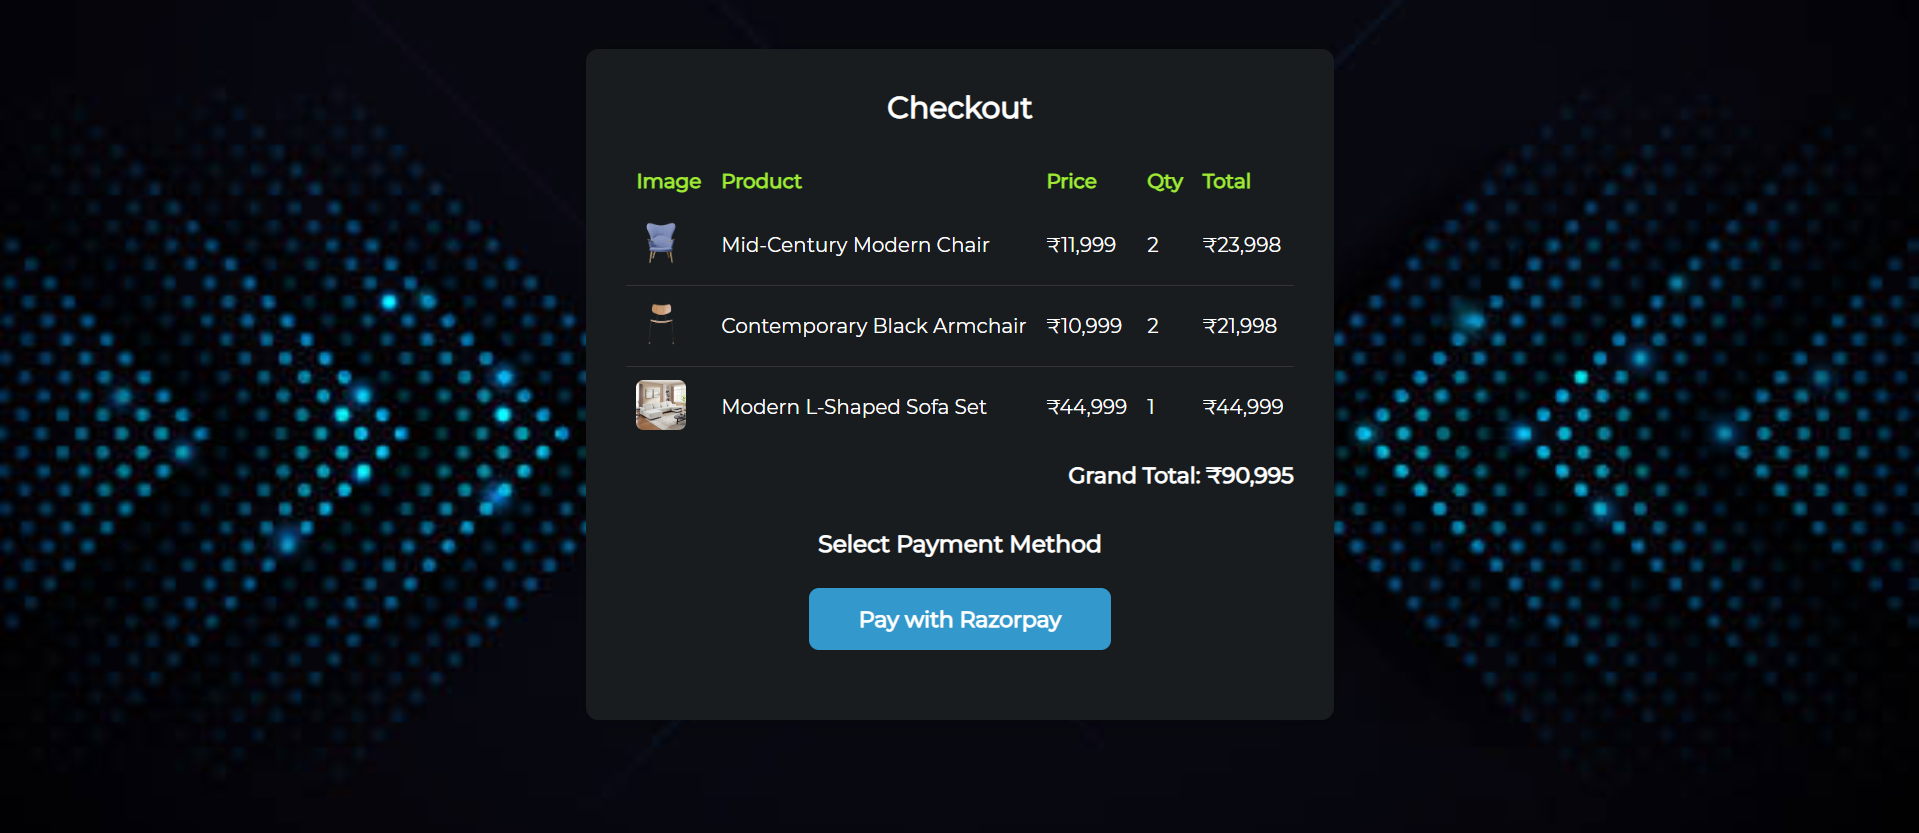 Checkout
Image Product Price Qty Total
Mid-Century Modern Chair ₹11,999 2 ₹23,998
Contemporary Black Armchair ₹10,999 2 ₹21,998
Modern L-Shaped Sofa Set ₹44,999 1 ₹44,999
Grand Total: ₹90,995
Select Payment Method
Pay with Razorpay